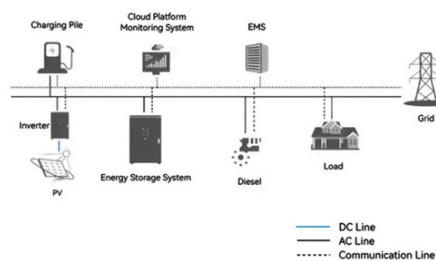 Charging Pile
Cloud Platform
Monitoring System
EMS
Inverter
Grid
PV
Energy Storage System
Diesel
Load
DC Line
AC Line
Communication Line